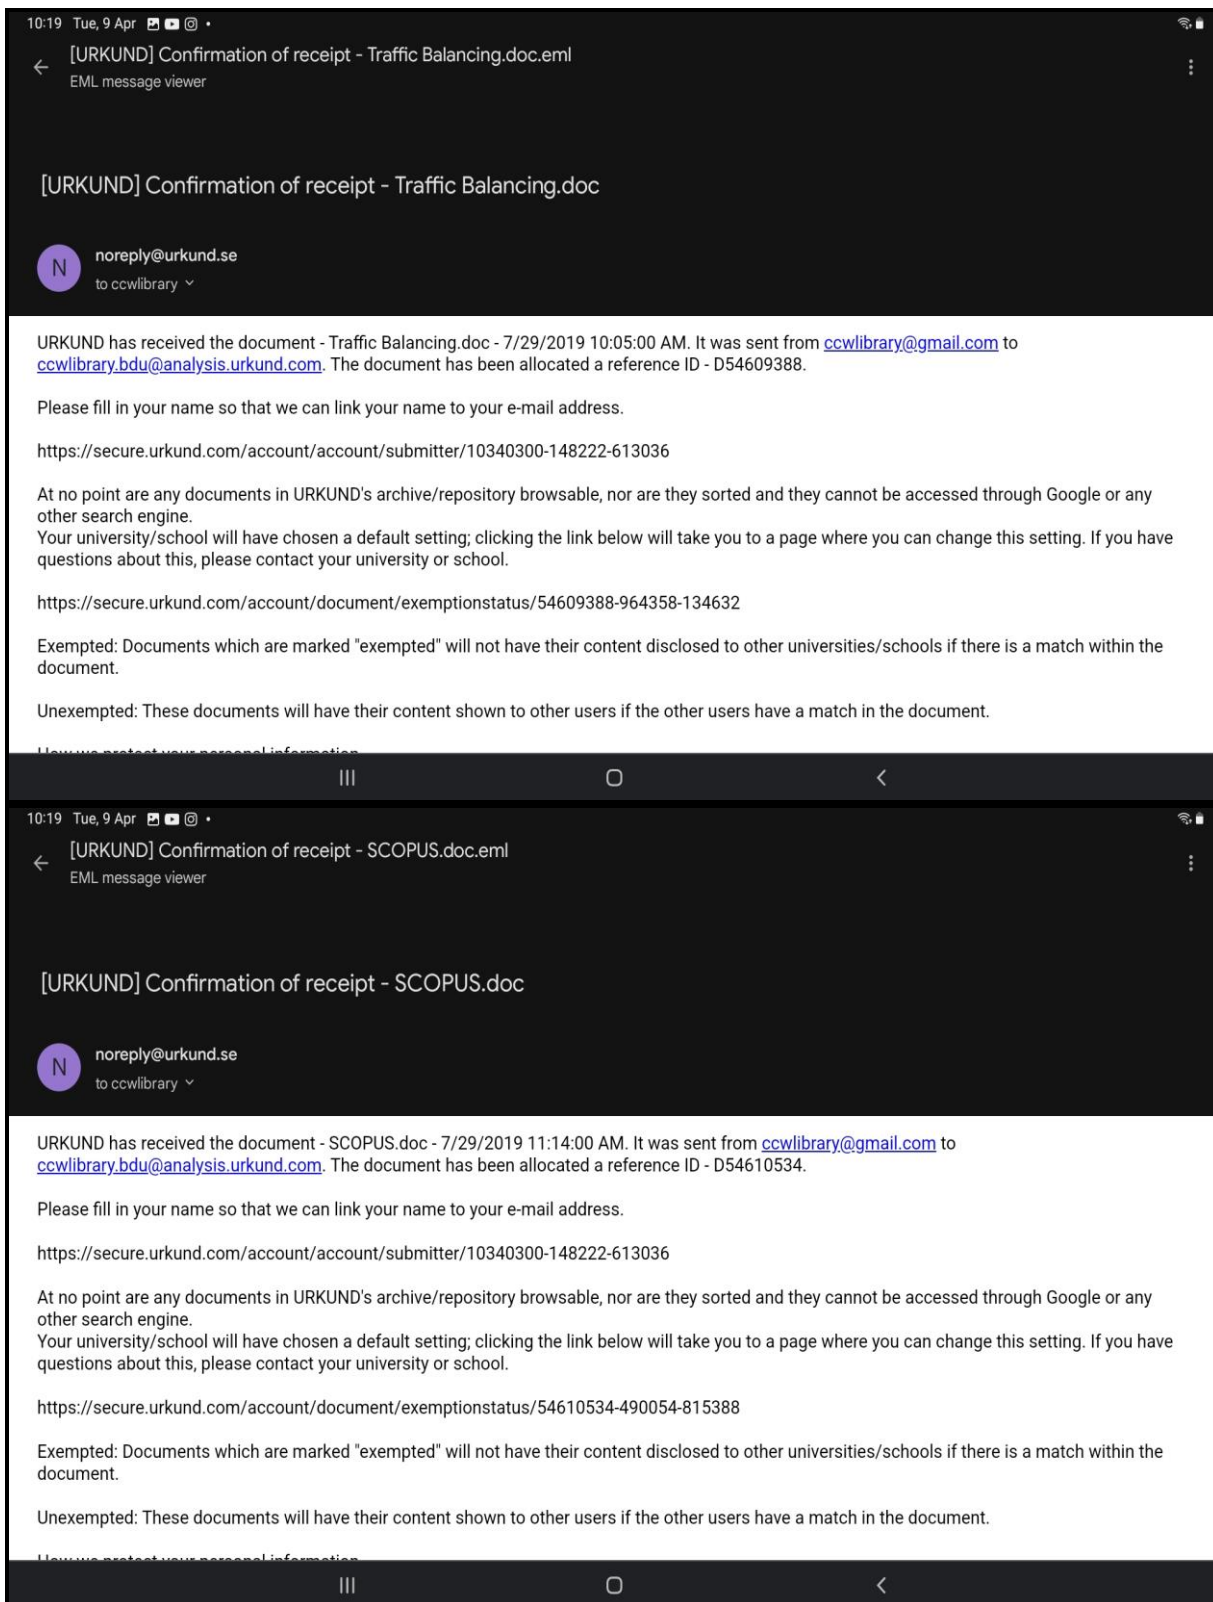 10:19 Tue, 9 Apr
[URKUND] Confirmation of receipt - Traffic Balancing.doc.eml
EML message viewer
[URKUND] Confirmation of receipt - Traffic Balancing.doc
N
noreply@urkund.se
to ccwlibrary
URKUND has received the document - Traffic Balancing.doc - 7/29/2019 10:05:00 AM. It was sent from ccwlibrary@gmail.com to
ccwlibrary.bdu@analysis.urkund.com. The document has been allocated a reference ID - D54609388.
Please fill in your name so that we can link your name to your e-mail address.
https://secure.urkund.com/account/account/submitter/10340300-148222-613036
At no point are any documents in URKUND's archive/repository browsable, nor are they sorted and they cannot be accessed through Google or any
other search engine.
Your university/school will have chosen a default setting; clicking the link below will take you to a page where you can change this setting. If you have
questions about this, please contact your university or school.
https://secure.urkund.com/account/document/exemptionstatus/54609388-964358-134632
Exempted: Documents which are marked "exempted" will not have their content disclosed to other universities/schools if there is a match within the
document.
Unexempted: These documents will have their content shown to other users if the other users have a match in the document.
How we protect your personal information
10:19 Tue, 9 Apr
[URKUND] Confirmation of receipt - SCOPUS.doc.eml
EML message viewer
[URKUND] Confirmation of receipt - SCOPUS.doc
N
noreply@urkund.se
to ccwlibrary
URKUND has received the document - SCOPUS.doc - 7/29/2019 11:14:00 AM. It was sent from ccwlibrary@gmail.com to
ccwlibrary.bdu@analysis.urkund.com. The document has been allocated a reference ID - D54610534.
Please fill in your name so that we can link your name to your e-mail address.
https://secure.urkund.com/account/account/submitter/10340300-148222-613036
At no point are any documents in URKUND's archive/repository browsable, nor are they sorted and they cannot be accessed through Google or any
other search engine.
Your university/school will have chosen a default setting; clicking the link below will take you to a page where you can change this setting. If you have
questions about this, please contact your university or school.
https://secure.urkund.com/account/document/exemptionstatus/54610534-490054-815388
Exempted: Documents which are marked "exempted" will not have their content disclosed to other universities/schools if there is a match within the
document.
Unexempted: These documents will have their content shown to other users if the other users have a match in the document.
How we protect your personal information